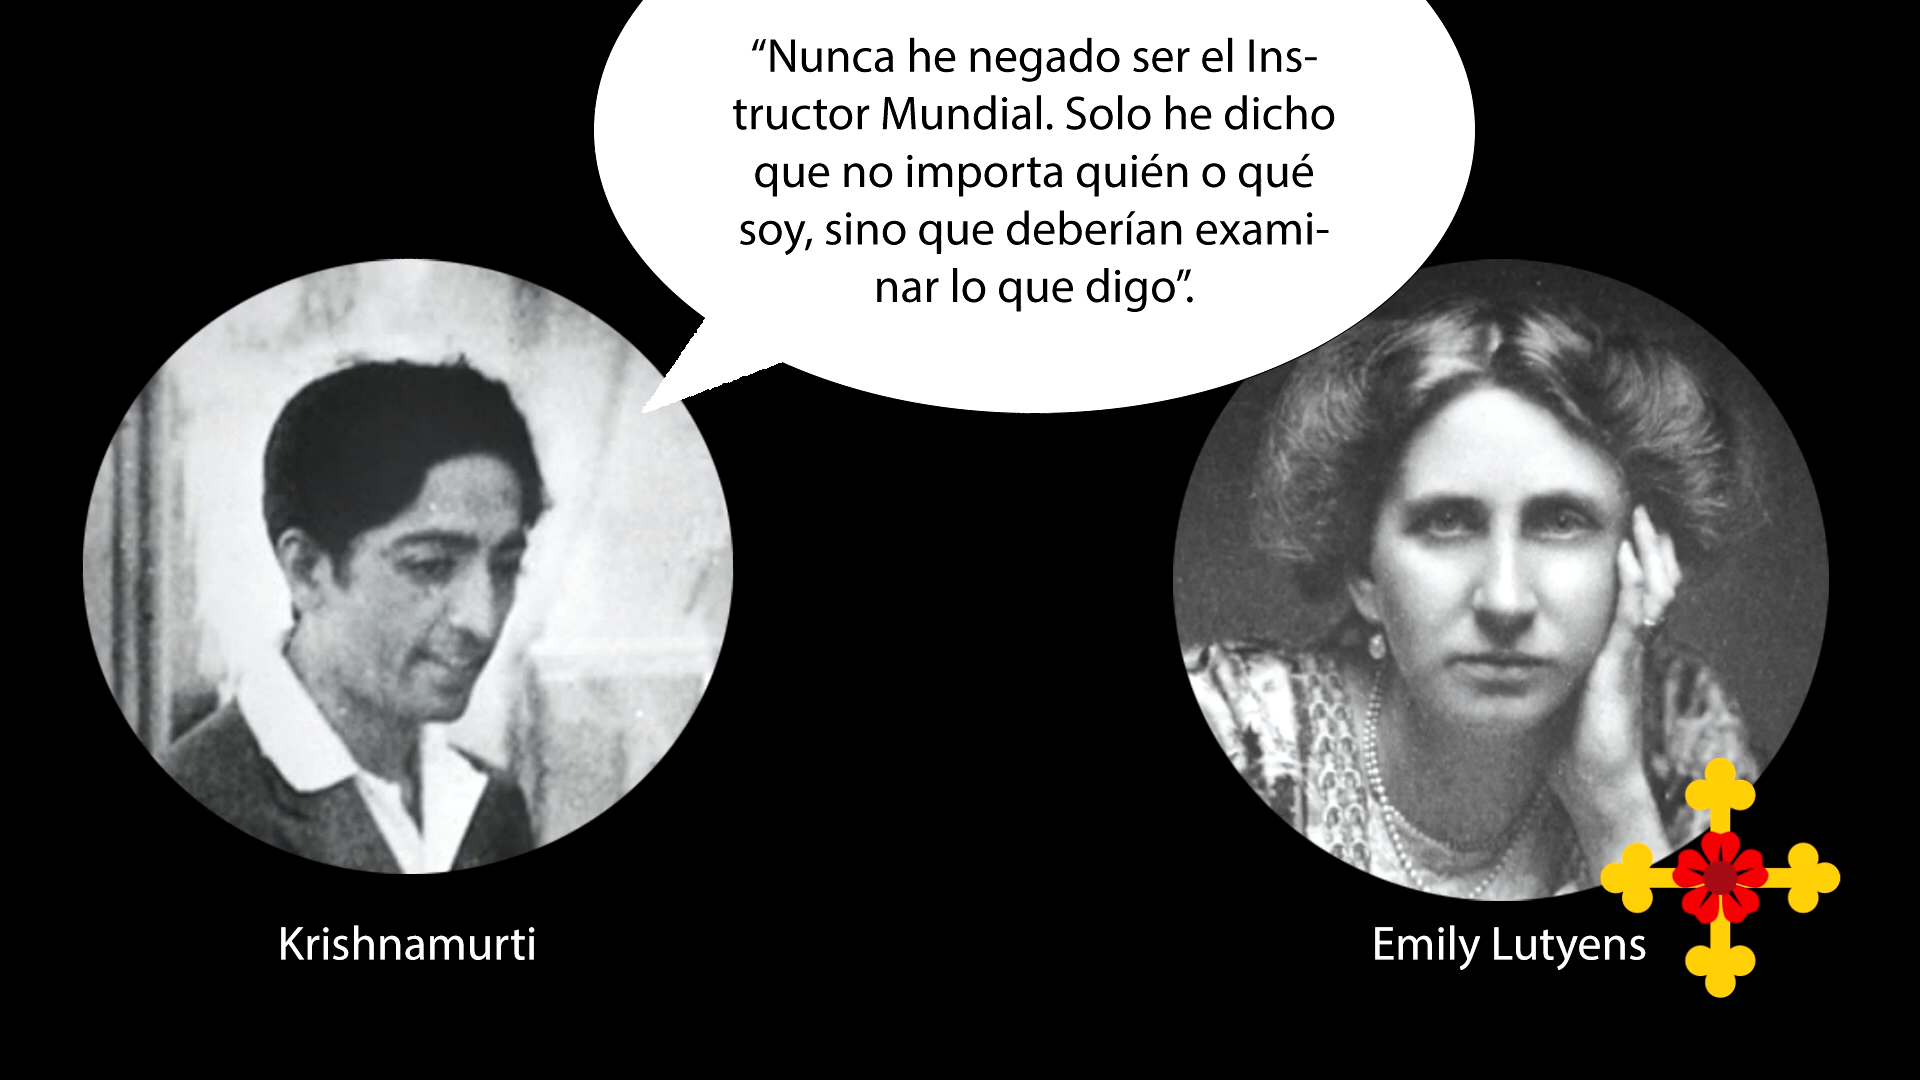 “Nunca he negado ser el Ins-
tructor Mundial. Solo he dicho
que no importa quién o qué
soy, sino que deberían exami-
nar lo que digo”.
Krishnamurti
Emily Lutyens